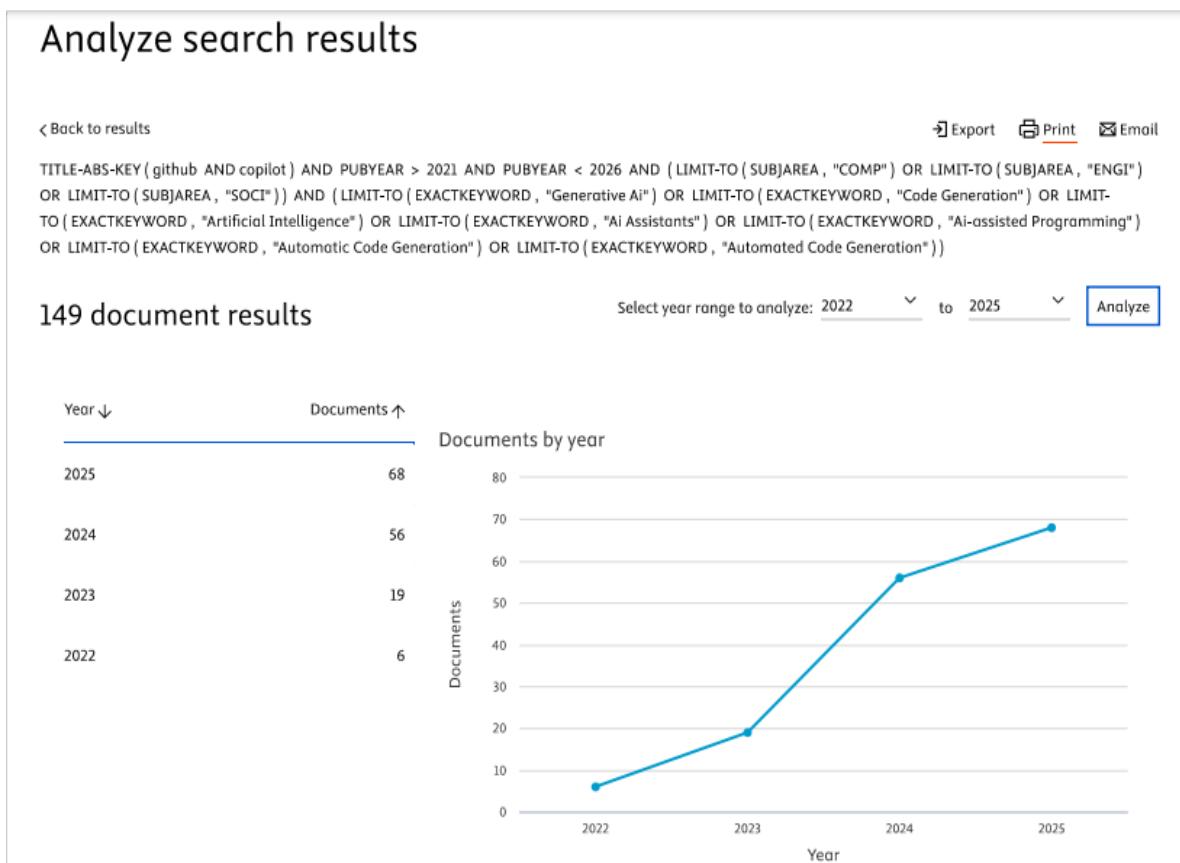 Analyze search results
Back to results
Export Print Email
TITLE-ABS-KEY ( github AND copilot ) AND PUBYEAR > 2021 AND PUBYEAR < 2026 AND ( LIMIT-TO ( SUBJAREA , "COMP" ) OR LIMIT-TO ( SUBJAREA , "ENGI" )
OR LIMIT-TO ( SUBJAREA , "SOCI" ) ) AND ( LIMIT-TO ( EXACTKEYWORD , "Generative Ai" ) OR LIMIT-TO ( EXACTKEYWORD , "Code Generation" ) OR LIMIT-
TO ( EXACTKEYWORD , "Artificial Intelligence" ) OR LIMIT-TO ( EXACTKEYWORD , "Ai Assistants" ) OR LIMIT-TO ( EXACTKEYWORD , "Ai-assisted Programming" )
OR LIMIT-TO ( EXACTKEYWORD , "Automatic Code Generation" ) OR LIMIT-TO ( EXACTKEYWORD , "Automated Code Generation" ) )
149 document results
Select year range to analyze: 2022 to 2025 Analyze
Year Documents
2025 68
2024 56
2023 19
2022 6
Documents by year
80
70
60
50
40
30
20
10
0
Documents
2022 2023 2024 2025
Year